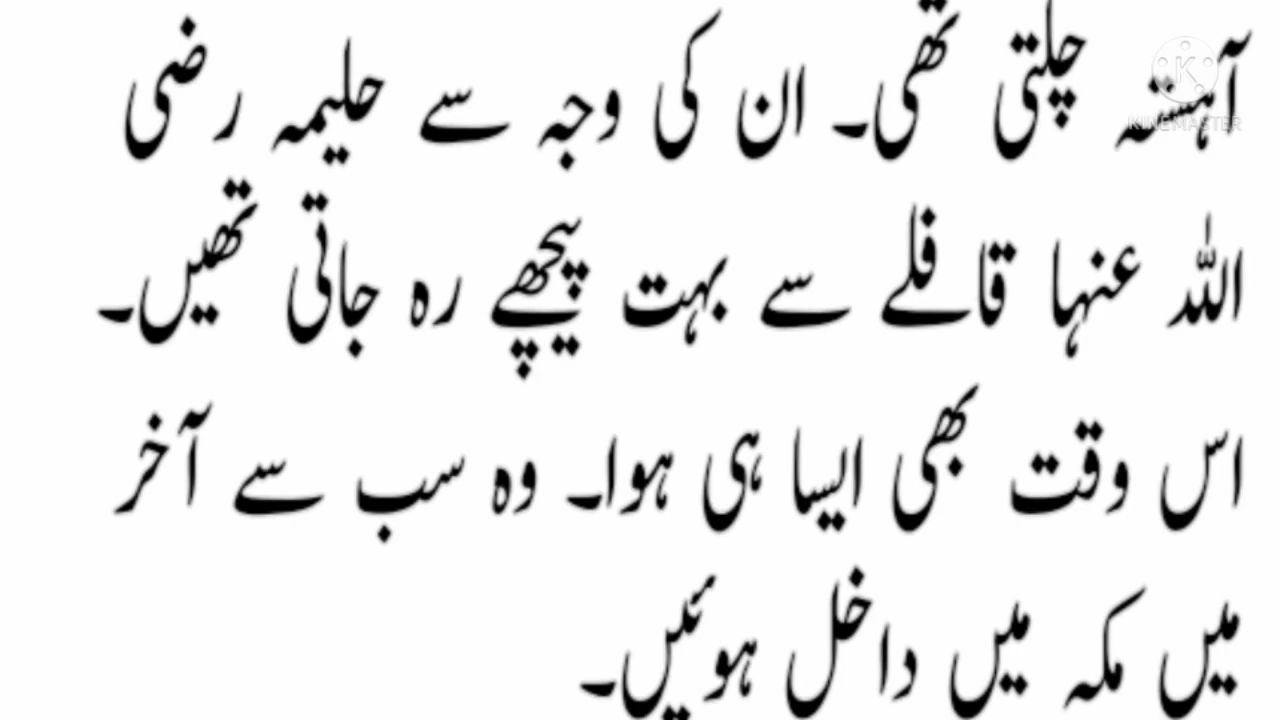 آہستہ چلتی تھی۔ ان کی وجہ سے حلیمہ رضی
اللہ عنہا قافلے سے بہت پیچھے رہ جاتی تھیں۔
اس وقت بھی ایسا ہی ہوا۔ وہ سب سے آخر
میں مکہ میں داخل ہوئیں۔
K
KINEMASTER